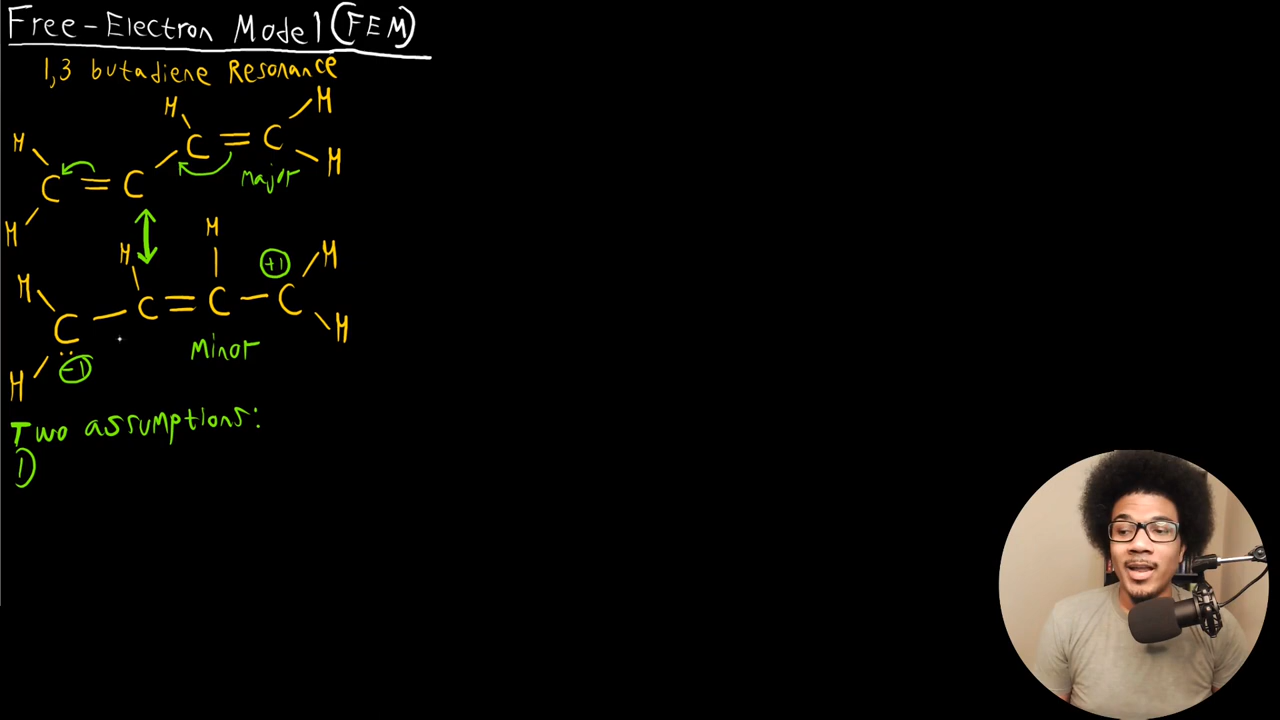 Free-Electron Model (FEM)
1,3 butadiene Resonance
H H
H C = C H
H C = C Major
H
H
H +1 H
H C = C - C
C Minor H
H -1
Two assumptions:
1)